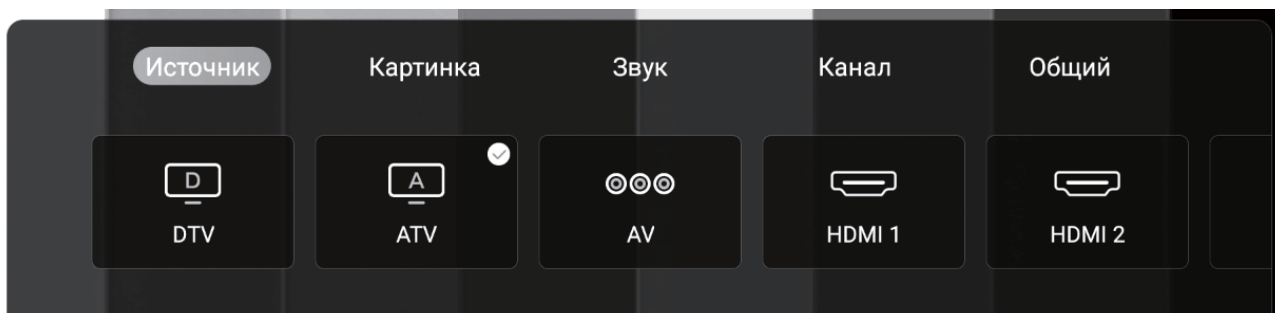 Источник Картинка Звук Канал Общий
D A
DTV ATV AV HDMI 1 HDMI 2